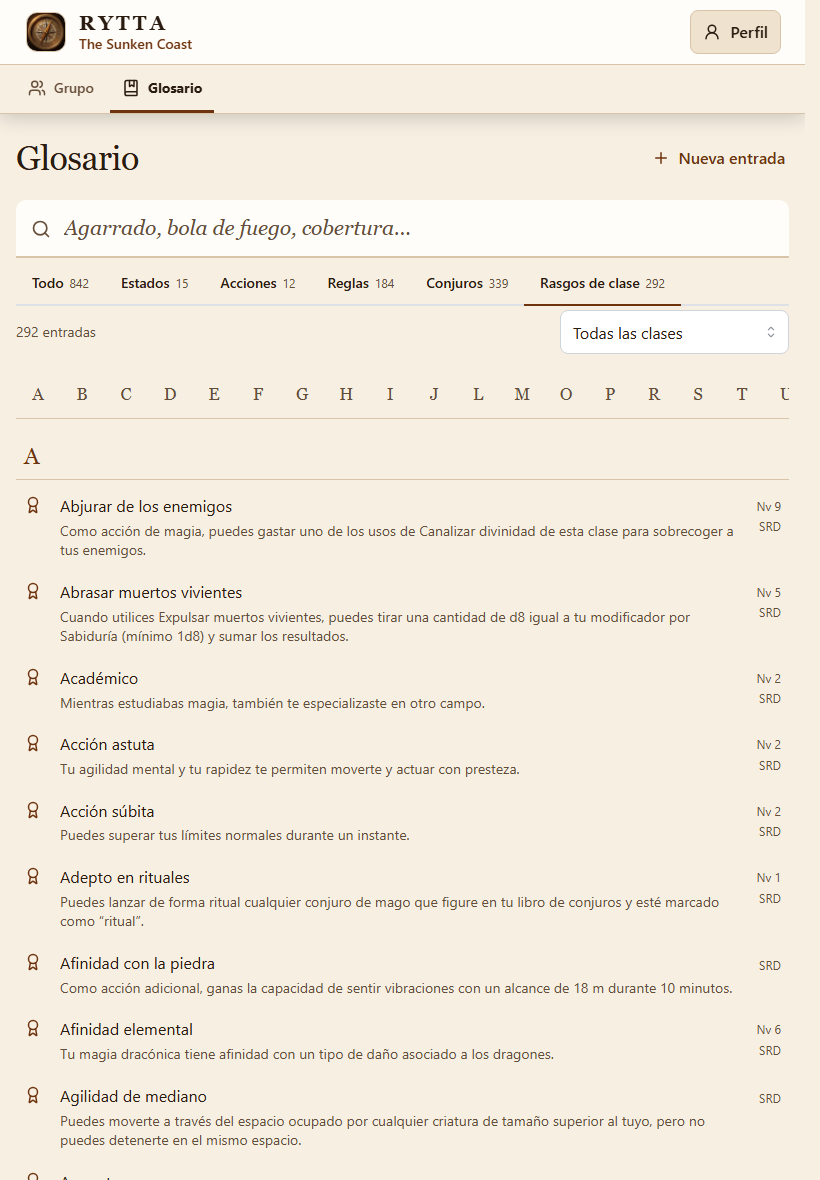 RYTTA
The Sunken Coast
Perfil
Grupo
Glosario
Glosario
Nueva entrada
Agarrado, bola de fuego, cobertura...
Todo 842 Estados 15 Acciones 12 Reglas 184 Conjuros 339 Rasgos de clase 292
292 entradas
Todas las clases
A B C D E F G H I J L M O P R S T U
A
Abjurar de los enemigos
Nv 9
Como acción de magia, puedes gastar uno de los usos de Canalizar divinidad de esta clase para sobrecoger a
tus enemigos.
SRD
Abrasar muertos vivientes
Nv 5
Cuando utilices Expulsar muertos vivientes, puedes tirar una cantidad de d8 igual a tu modificador por
Sabiduría (mínimo 1d8) y sumar los resultados.
SRD
Académico
Nv 2
Mientras estudiabas magia, también te especializaste en otro campo.
SRD
Acción astuta
Nv 2
Tu agilidad mental y tu rapidez te permiten moverte y actuar con presteza.
SRD
Acción súbita
Nv 2
Puedes superar tus límites normales durante un instante.
SRD
Adepto en rituales
Nv 1
Puedes lanzar de forma ritual cualquier conjuro de mago que figure en tu libro de conjuros y esté marcado
como “ritual”.
SRD
Afinidad con la piedra
SRD
Como acción adicional, ganas la capacidad de sentir vibraciones con un alcance de 18 m durante 10 minutos.
Afinidad elemental
Nv 6
Tu magia dracónica tiene afinidad con un tipo de daño asociado a los dragones.
SRD
Agilidad de mediano
SRD
Puedes moverte a través del espacio ocupado por cualquier criatura de tamaño superior al tuyo, pero no
puedes detenerte en el mismo espacio.